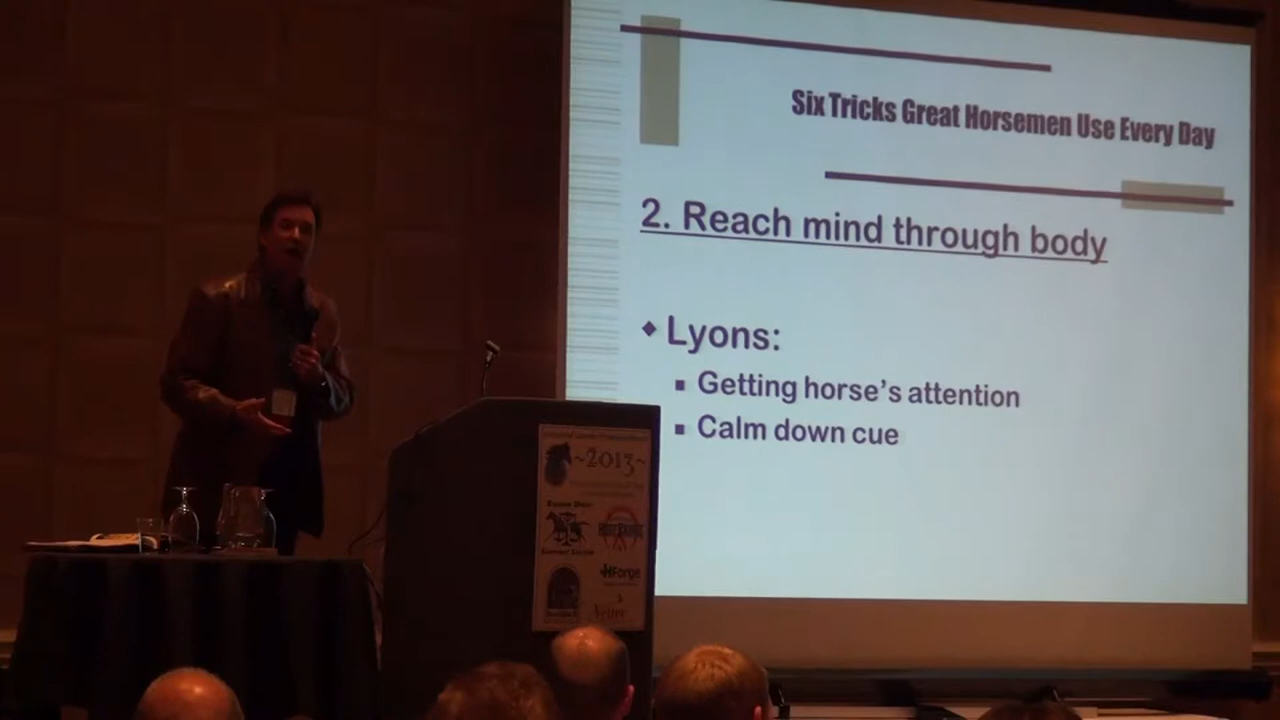 Six Tricks Great Horsemen Use Every Day
2. Reach mind through body
Lyons:
Getting horse's attention
Calm down cue
~2013~
HForge